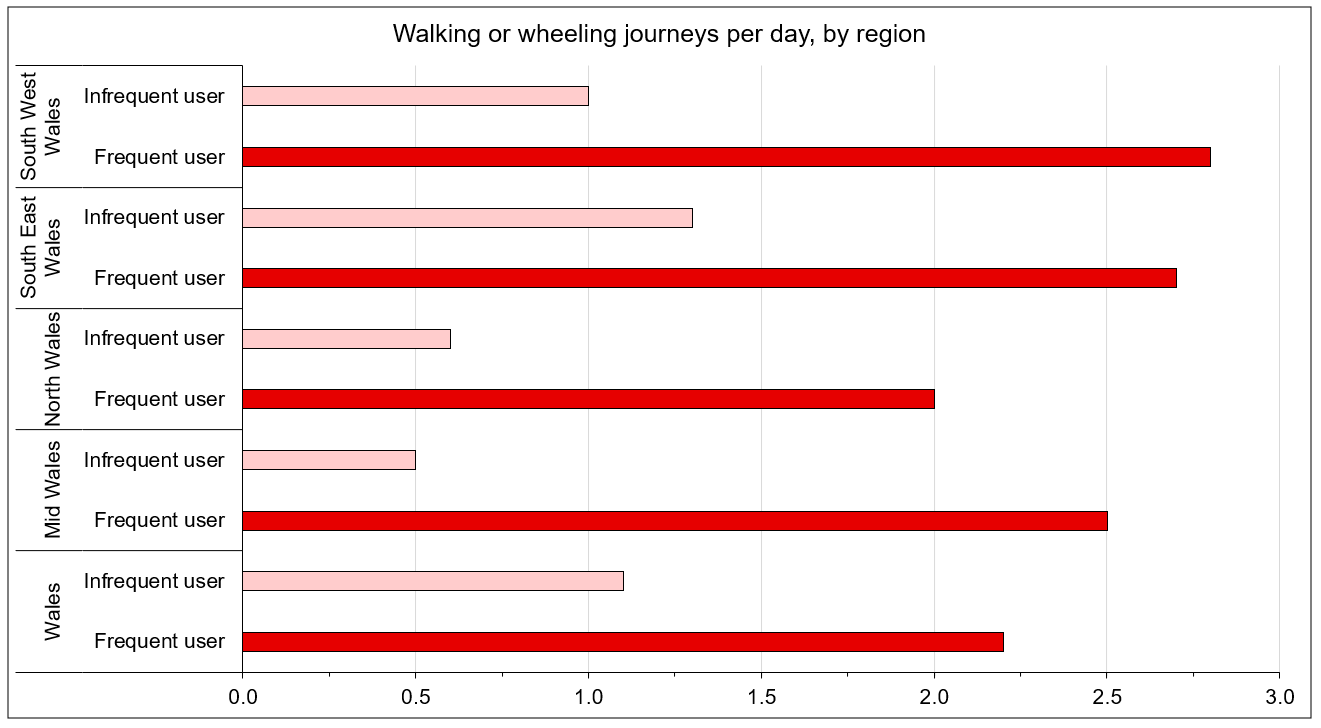 Walking or wheeling journeys per day, by region
South West
Wales
Infrequent user
Frequent user
South East
Wales
Infrequent user
Frequent user
North Wales
Infrequent user
Frequent user
Mid Wales
Infrequent user
Frequent user
Wales
Infrequent user
Frequent user
0.0 0.5 1.0 1.5 2.0 2.5 3.0